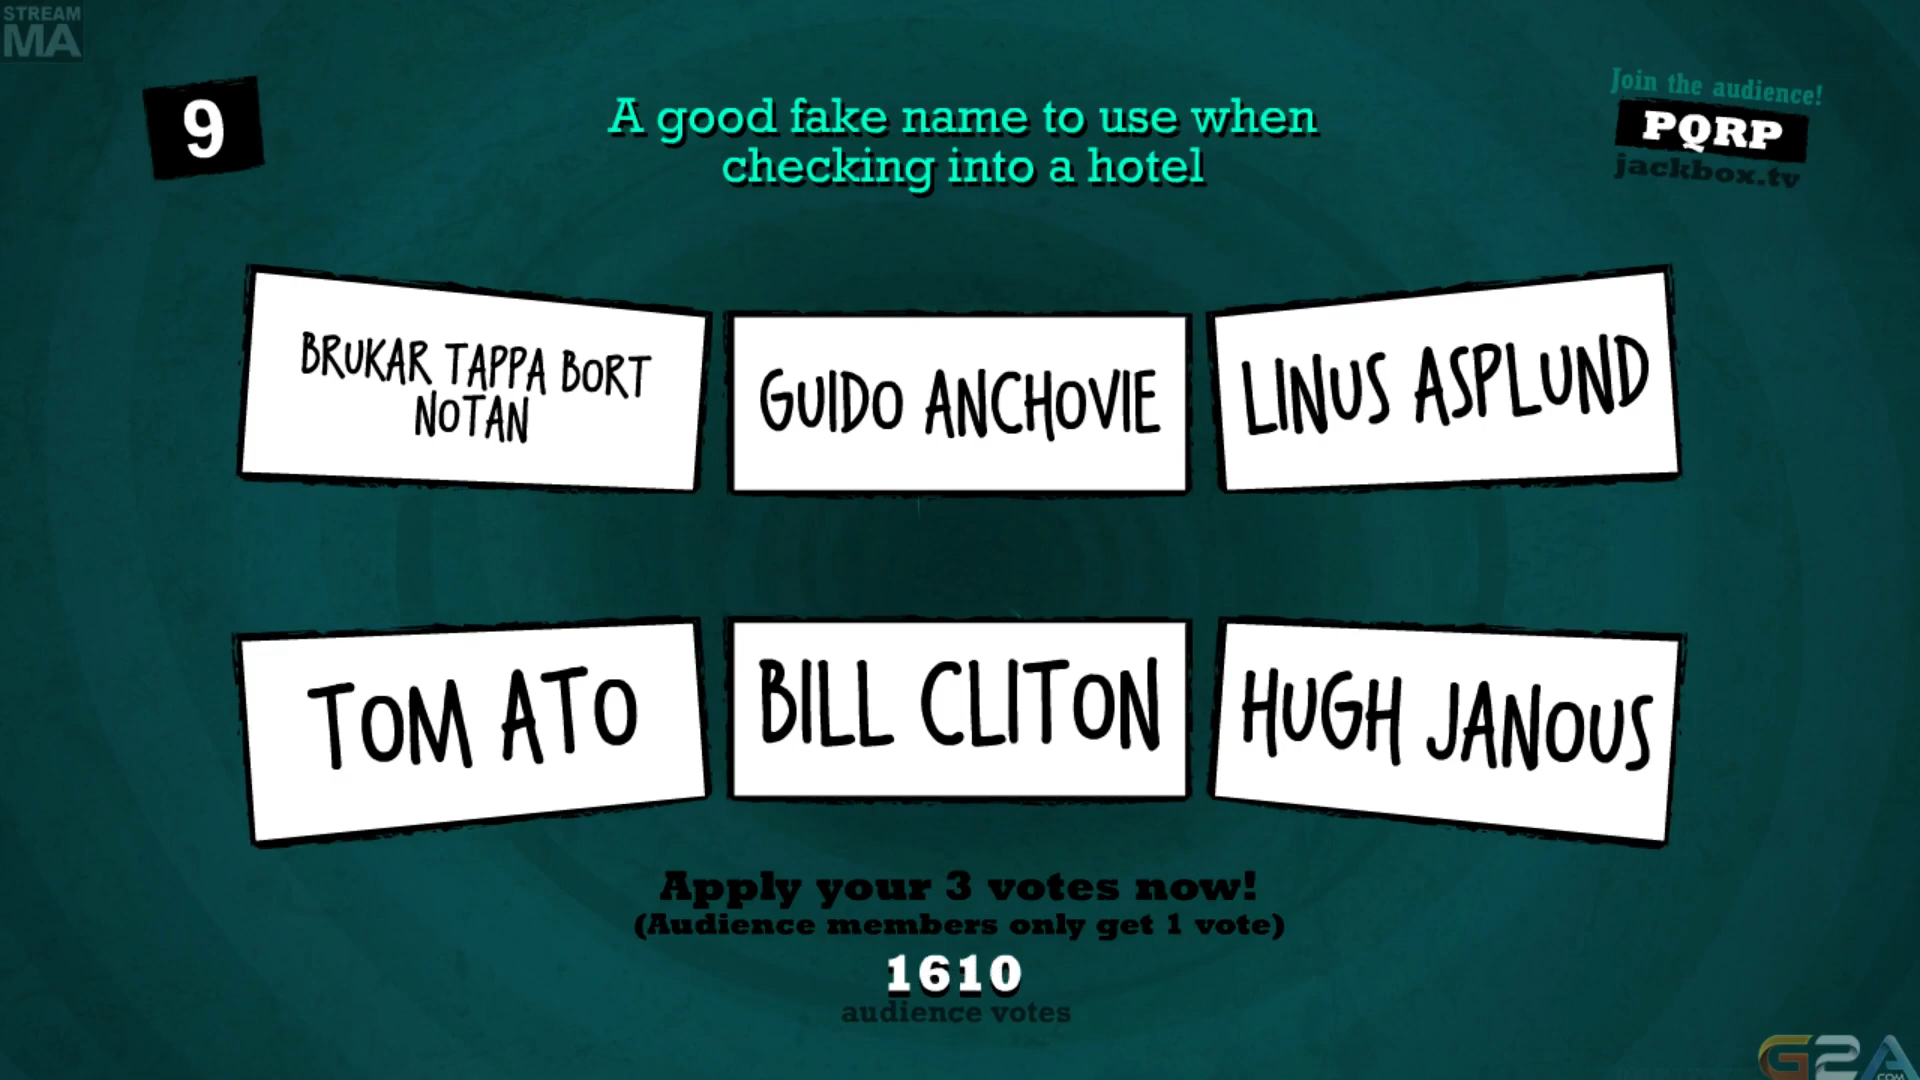 STREAM
MA
9
A good fake name to use when
checking into a hotel
Join the audience!
PQRP
jackbox.tv
BRUKAR TAPPA BORT
NOTAN
GUIDO ANCHOVIE
LINUS ASPLUND
TOM ATO
BILL CLITON
HUGH JANOUS
Apply your 3 votes now!
(Audience members only get 1 vote)
1610
audience votes
G2A
.COM